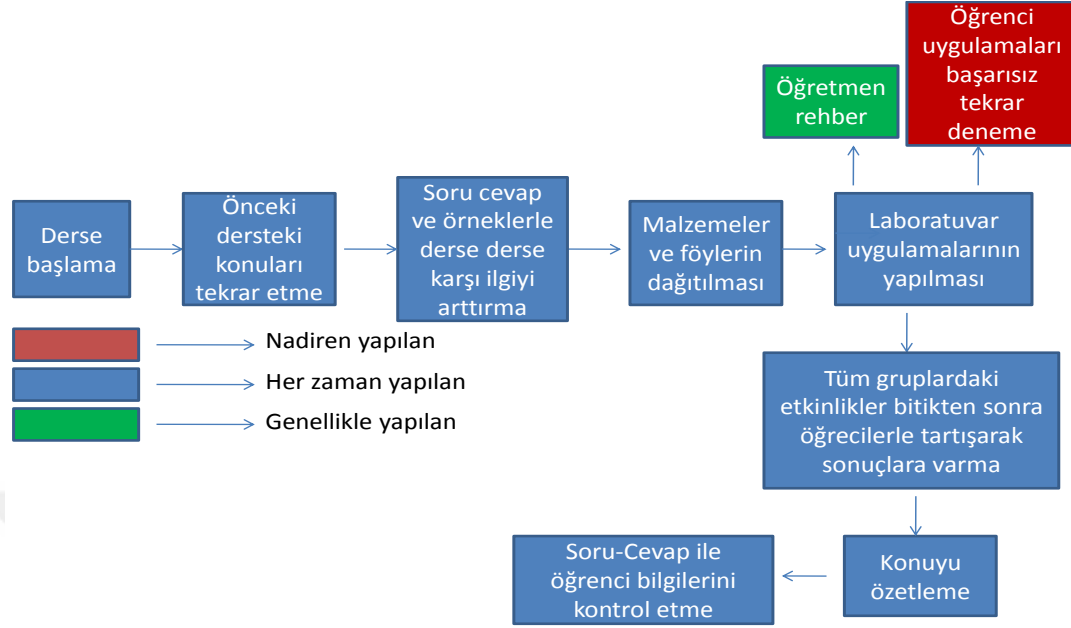 Derse
başlama
Önceki
dersteki
konuları
tekrar etme
Soru cevap
ve örneklerle
derse derse
karşı ilgiyi
arttırma
Malzemeler
ve föylerin
dağıtılması
Öğretmen
rehber
Öğrenci
uygulamaları
başarısız
tekrar
deneme
Laboratuvar
uygulamalarının
yapılması
Nadiren yapılan
Her zaman yapılan
Genellikle yapılan
Tüm gruplardaki
etkinlikler bitikten sonra
öğrecilerle tartışarak
sonuçlara varma
Konuyu
özetleme
Soru-Cevap ile
öğrenci bilgilerini
kontrol etme